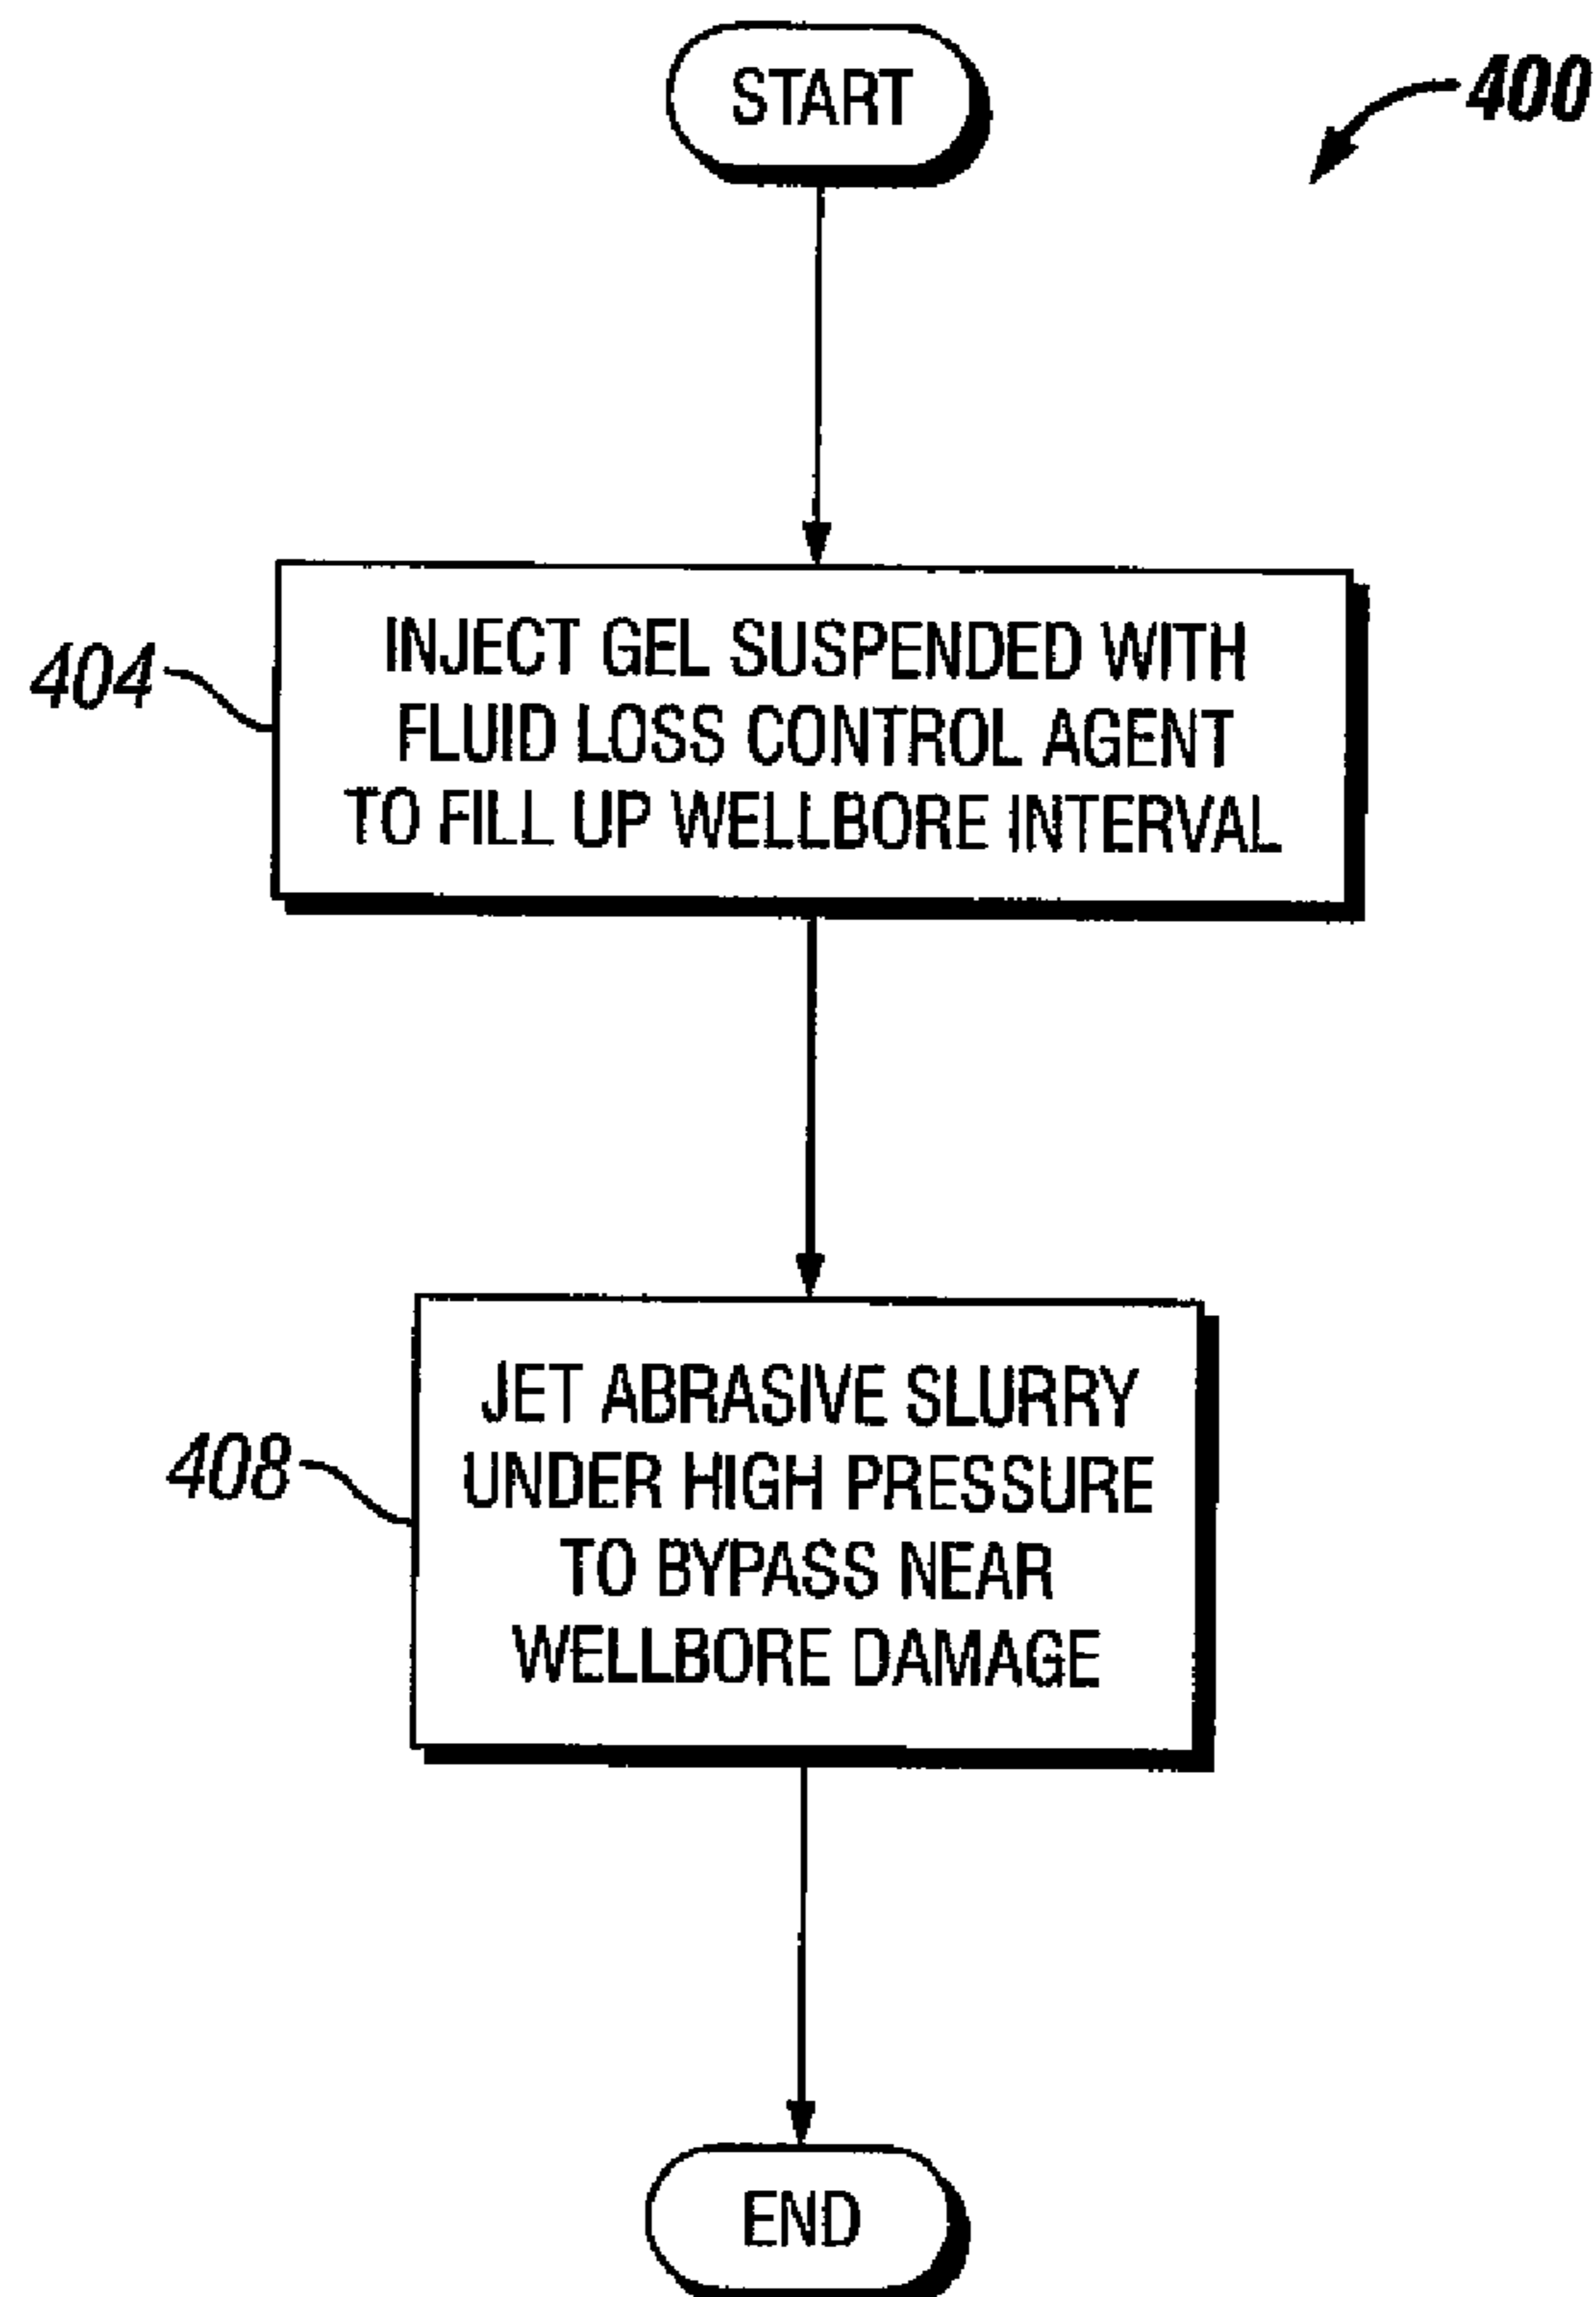 START
400
404
INJECT GEL SUSPENDED WITH
FLUID LOSS CONTROL AGENT
TO FILL UP WELLBORE INTERVAL
408
JET ABRASIVE SLURRY
UNDER HIGH PRESSURE
TO BYPASS NEAR
WELLBORE DAMAGE
END